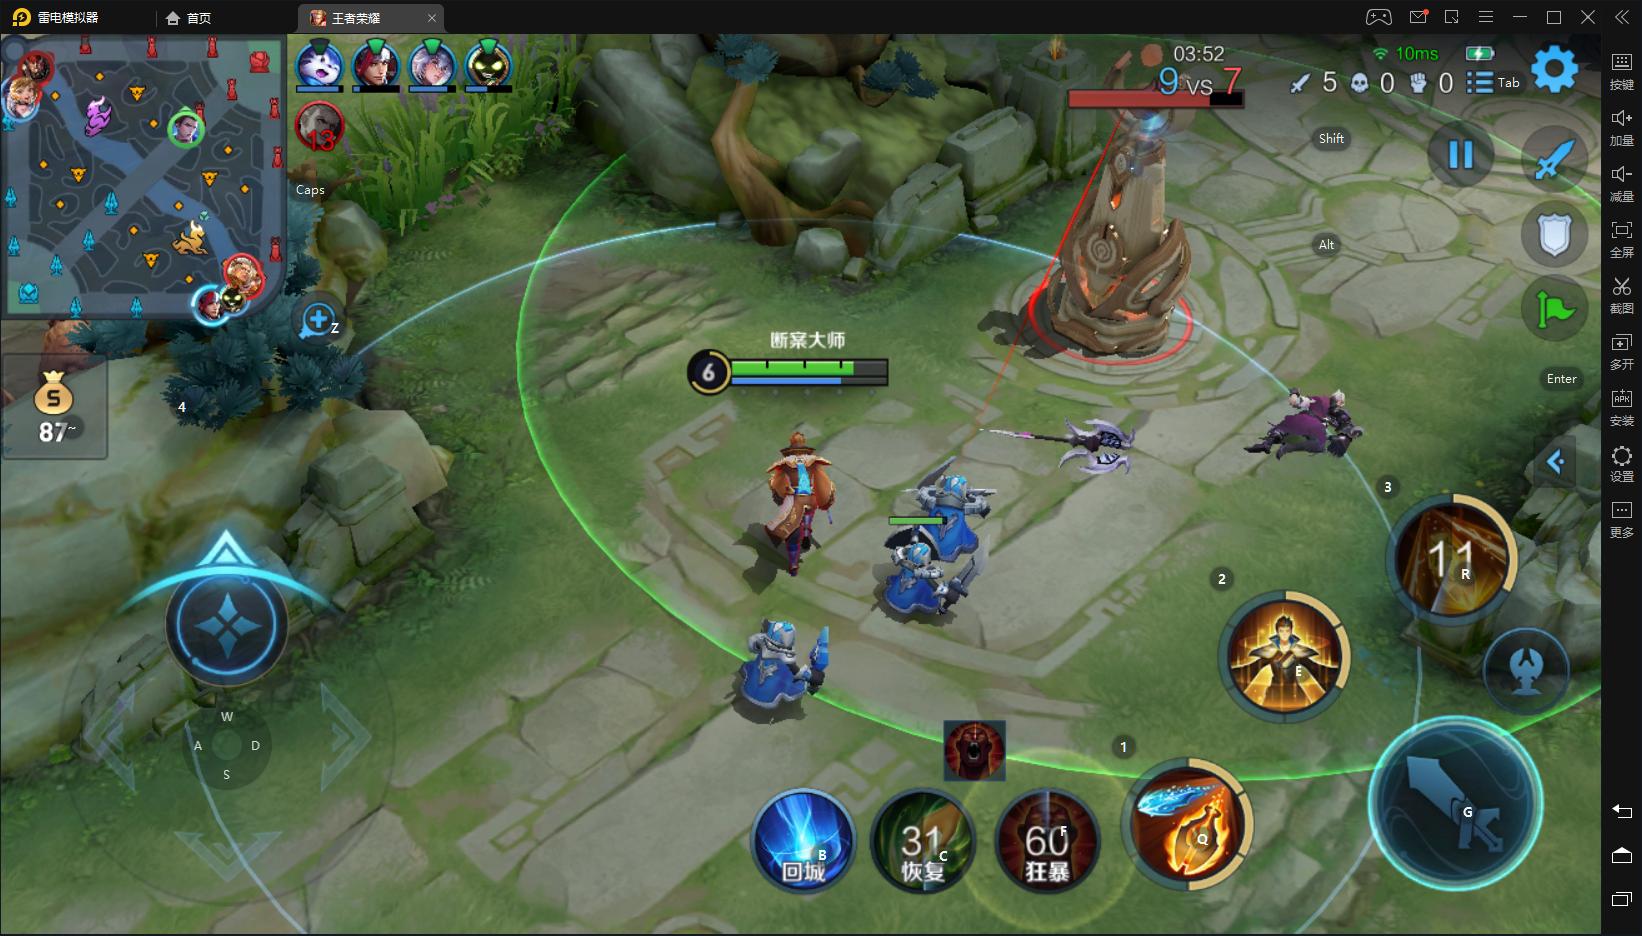 雷电模拟器
首页
王者荣耀
03:52
9 VS 7
10ms
5
0
0
Tab
13
Caps
Shift
Alt
Enter
Z
4
87
~
断案大师
6
3
11
R
2
E
1
Q
G
W
A
D
S
B
回城
31
C
恢复
60
F
狂暴
按键
加量
减量
全屏
截图
多开
APK
安装
设置
更多